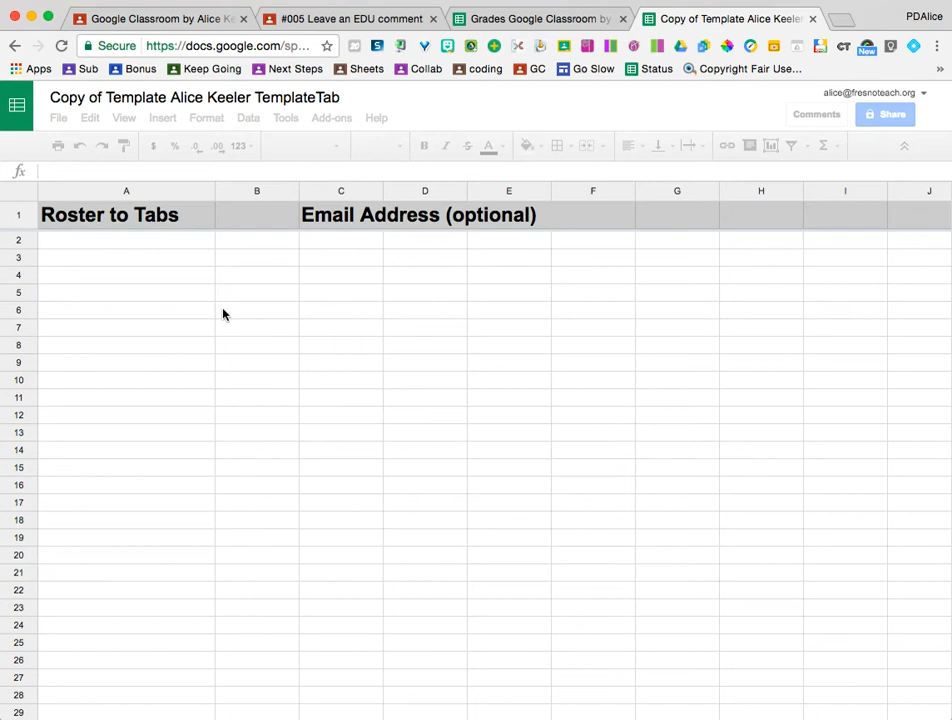 Google Classroom by Alice Ke
#005 Leave an EDU comment
Grades Google Classroom by
Copy of Template Alice Keeler
PDAlice
Secure
https://docs.google.com/sp...
CT
New
Apps
Sub
Bonus
Keep Going
Next Steps
Sheets
Collab
coding
GC
Go Slow
Status
Copyright Fair Use...
»
Copy of Template Alice Keeler TemplateTab
alice@fresnoteach.org
File Edit View Insert Format Data Tools Add-ons Help
Comments
Share
$ % .0 .00 123
B I S A Σ
fx
A B C D E F G H I J
1 Roster to Tabs Email Address (optional)
2
3
4
5
6
7
8
9
10
11
12
13
14
15
16
17
18
19
20
21
22
23
24
25
26
27
28
29